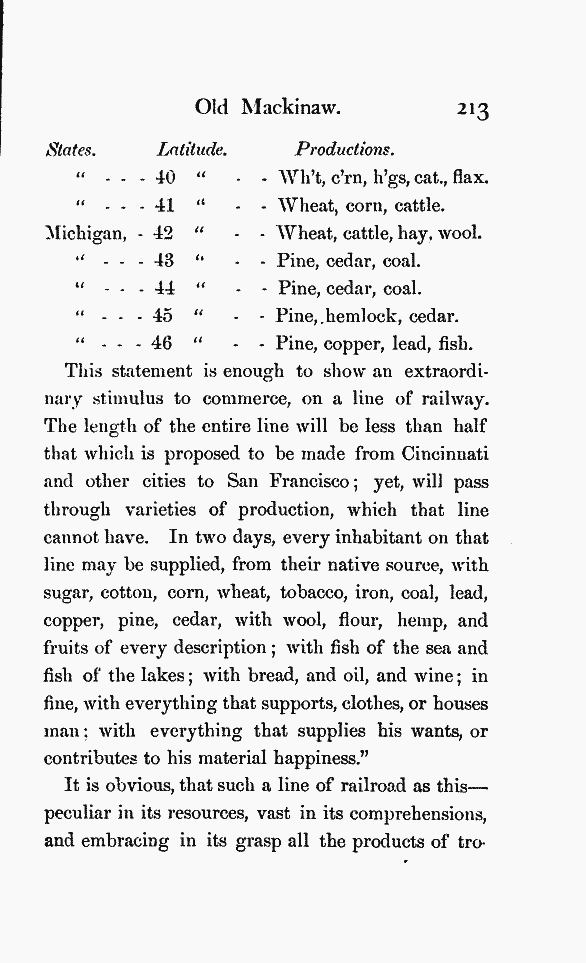 Old Mackinaw. 213
States. Latitude. Productions.
“ - - - 40 “ - - Wh't, c'rn, h'gs, cat., flax.
“ - - - 41 “ - - Wheat, corn, cattle.
Michigan, - 42 “ - - Wheat, cattle, hay, wool.
“ - - - 43 “ - - Pine, cedar, coal.
“ - - - 44 “ - - Pine, cedar, coal.
“ - - - 45 “ - - Pine, hemlock, cedar.
“ - - - 46 “ - - Pine, copper, lead, fish.
This statement is enough to show an extraordi-
nary stimulus to commerce, on a line of railway.
The length of the entire line will be less than half
that which is proposed to be made from Cincinnati
and other cities to San Francisco; yet, will pass
through varieties of production, which that line
cannot have. In two days, every inhabitant on that
line may be supplied, from their native source, with
sugar, cotton, corn, wheat, tobacco, iron, coal, lead,
copper, pine, cedar, with wool, flour, hemp, and
fruits of every description; with fish of the sea and
fish of the lakes; with bread, and oil, and wine; in
fine, with everything that supports, clothes, or houses
man; with everything that supplies his wants, or
contributes to his material happiness.”
It is obvious, that such a line of railroad as this—
peculiar in its resources, vast in its comprehensions,
and embracing in its grasp all the products of tro-